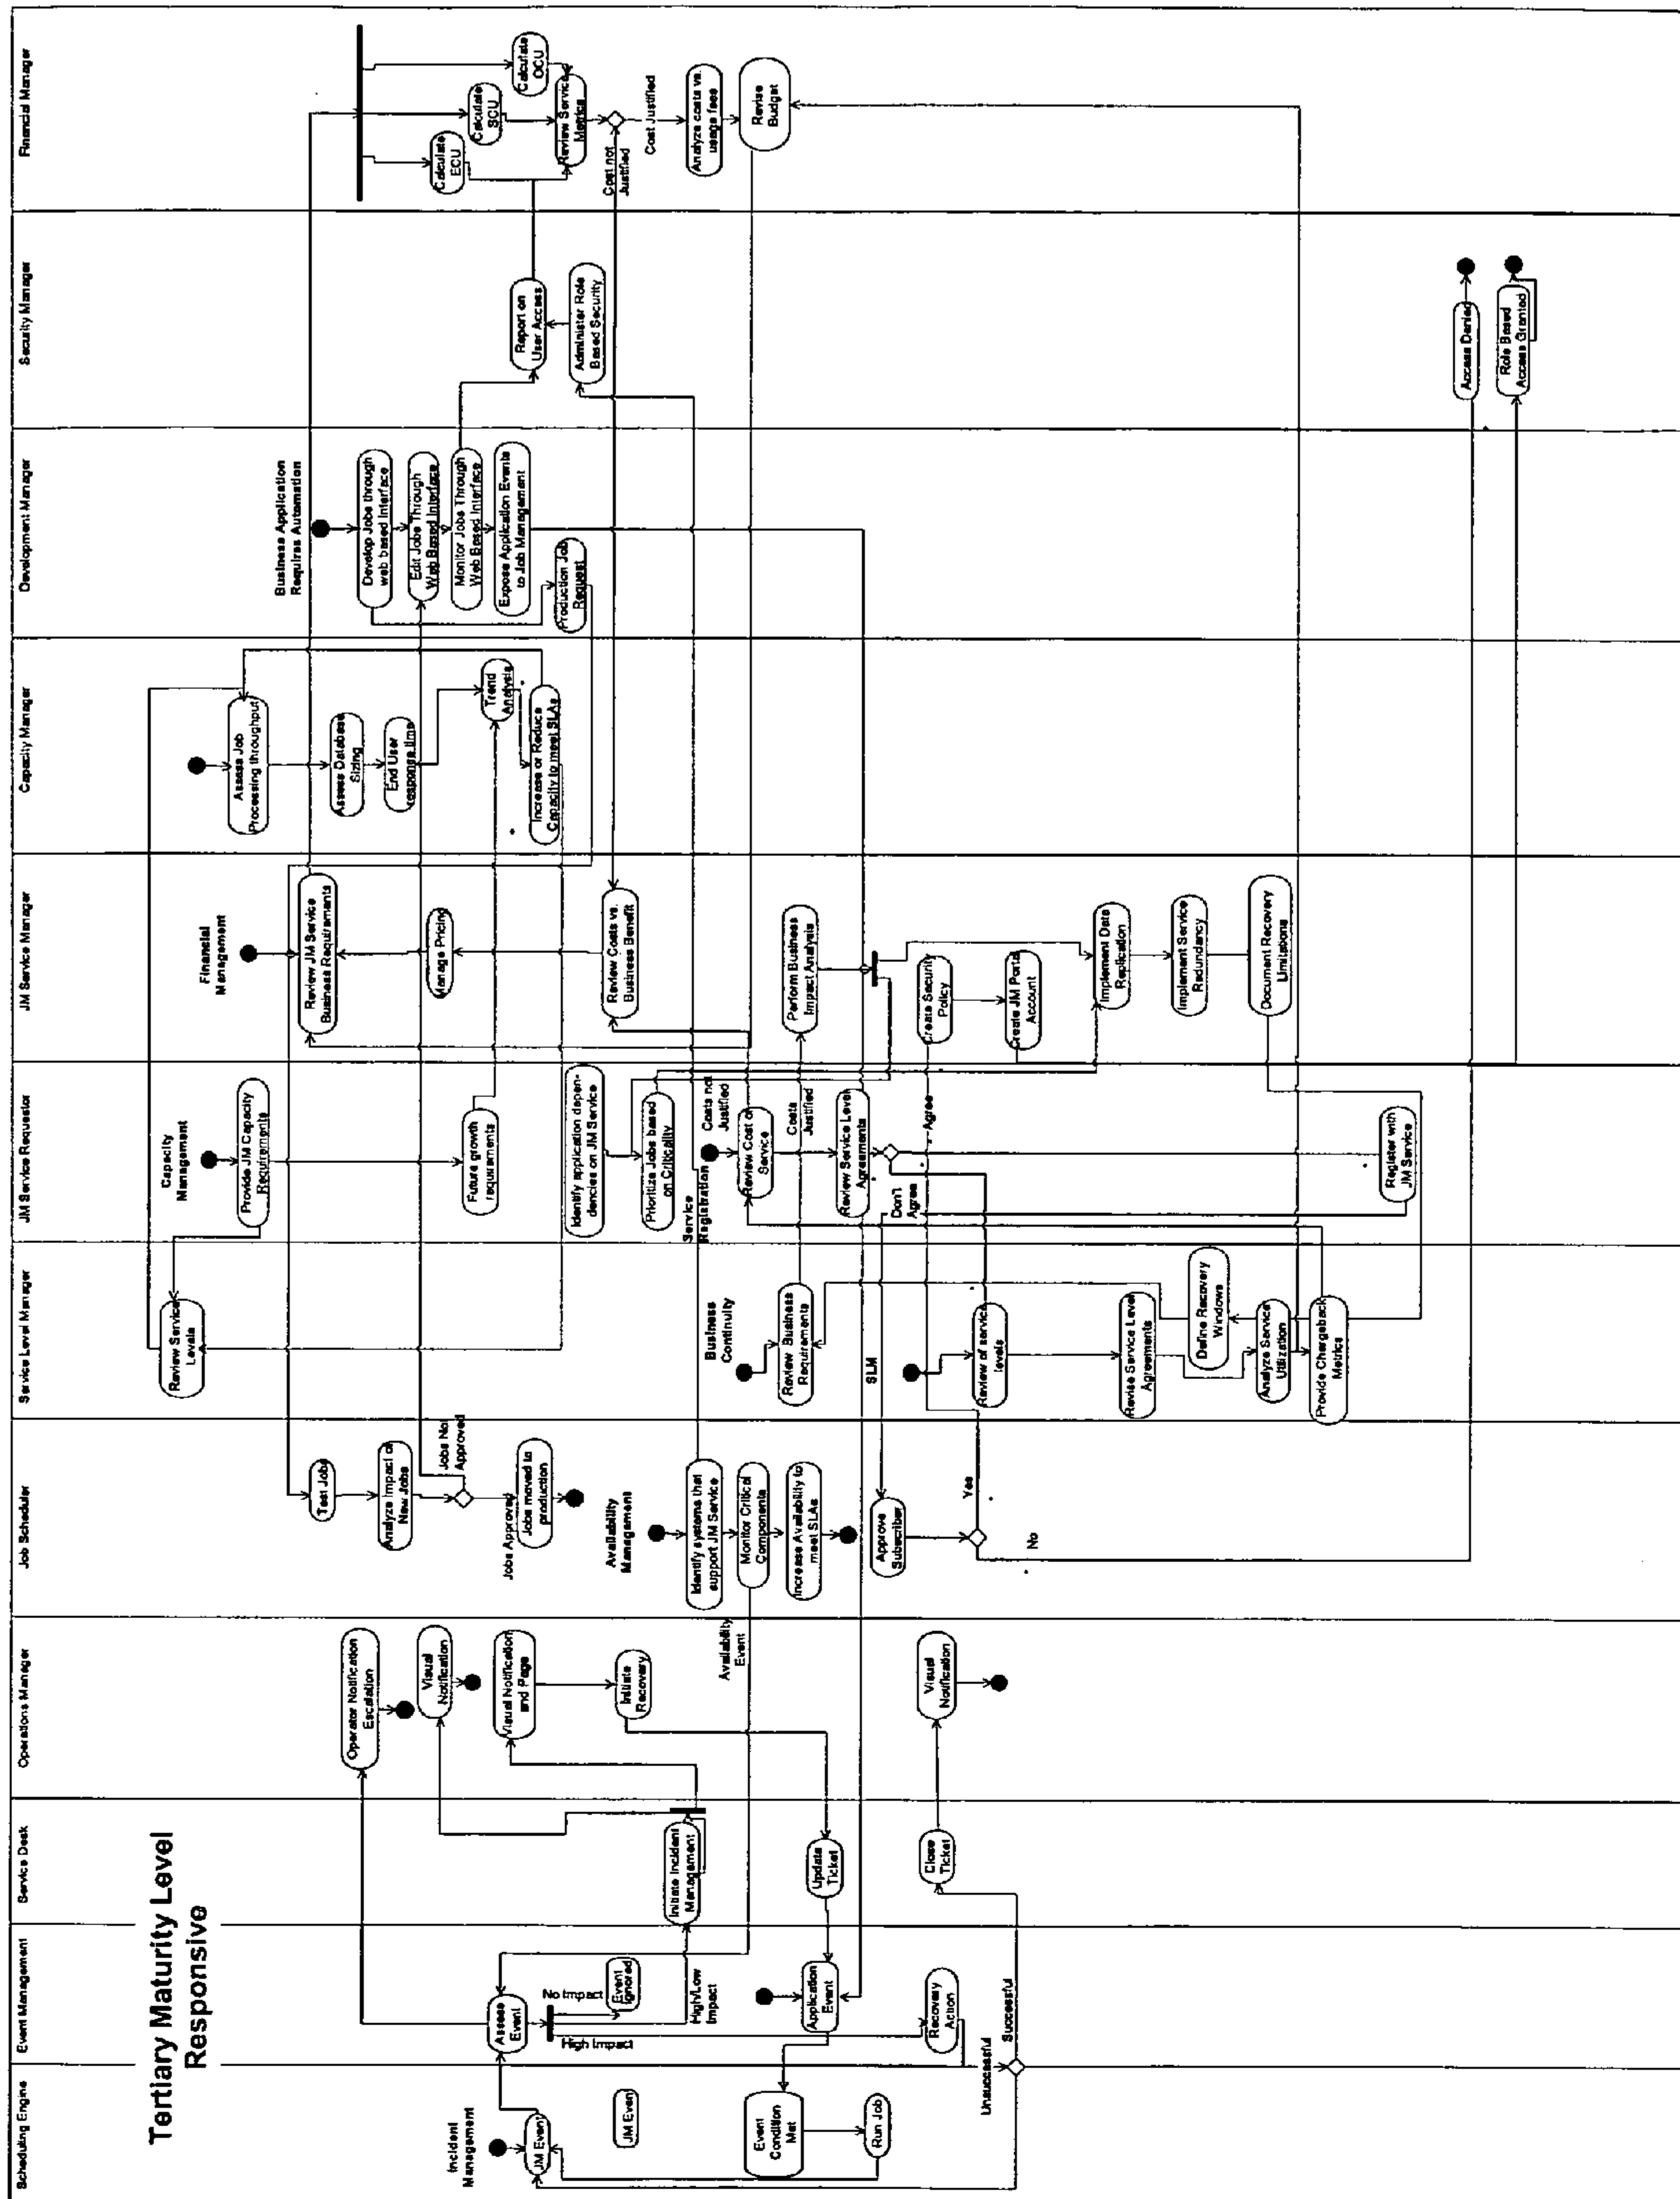 Tertiary Maturity Level
Responsive
Scheduling Engine
Event Management
Service Desk
Operations Manager
Job Scheduler
Service Level Manager
JM Service Requestor
JM Service Manager
Capacity Manager
Development Manager
Security Manager
Financial Manager
Incident
Management
JM Event
JM Event
Event
Condition
Met
Run Job
Unsuccessful
Successful
Assess
Event
No Impact
Event
Ignored
High/Low
Impact
High Impact
Application
Event
Recovery
Action
Initiate Incident
Management
Update
Ticket
Close
Ticket
Operator Notification
Escalation
Visual
Notification
Visual Notification
and Page
Initiate
Recovery
Availability
Event
Visual
Notification
Test Jobs
Analyze Impact of
New Jobs
Jobs Not
Approved
Jobs Approved
Jobs moved to
production
Availability
Management
Identify systems that
support JM Service
Monitor Critical
Components
Increase Availability to
meet SLAs
Approve
Subscriber
Yes
No
Review Service
Levels
Business
Continuity
Review Business
Requirements
SLM
Review of service
levels
Revise Service Level
Agreements
Define Recovery
Windows
Analyze Service
Utilization
Provide Chargeback
Metrics
Capacity
Management
Provide JM Capacity
Requirements
Future growth
requirements
Identify application depen-
dencies on JM Service
Prioritize Jobs based
on Criticality
Service
Registration
Costs not
Justified
Review Cost of
Service
Costs
Justified
Review Service Level
Agreements
Don't
Agree
Agree
Register with
JM Service
Financial
Management
Review JM Service
Business Requirements
Manage Pricing
Review Costs vs.
Business Benefit
Perform Business
Impact Analysis
Create Security
Policy
Create JM Portal
Account
Implement Data
Replication
Implement Service
Redundancy
Document Recovery
Limitations
Assess Job
Processing throughput
Assess Database
Sizing
End User
response time
Trend
Analysis
Increase or Reduce
Capacity to meet SLAs
Business Application
Requires Automation
Develop Jobs through
web based Interface
Edit Jobs Through
Web Based Interface
Monitor Jobs Through
Web Based Interface
Expose Application Events
to Job Management
Production Job
Request
Report on
User Access
Administer Role
Based Security
Access Denied
Role Based
Access Granted
Calculate
ECU
Calculate
SCU
Calculate
OCU
Review Service
Metrics
Cost not
Justified
Cost Justified
Analyze costs vs.
usage fees
Revise
Budget